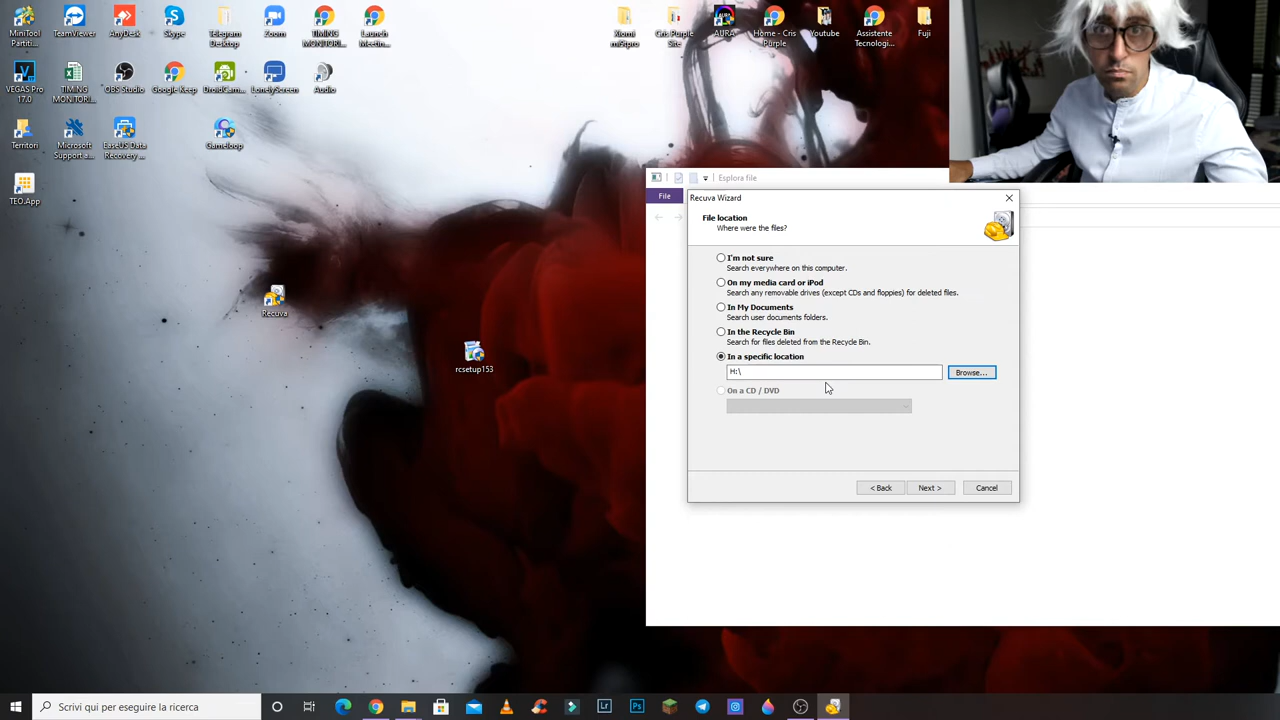 MiniTool
Partiti...
TeamViewer
AnyDesk
Skype
Telegram
Desktop
Zoom
TIMING
MONITORI...
Launch
Meetin...
Xiomi
mi9tpro
Cris Purple
Site
AURA
Home - Cris
Purple
Youtube
Assistente
Tecnologi...
Fuji
VEGAS Pro
17.0
TIMING
MONITORI...
OBS Studio
Google Keep
DroidCam...
LonelyScreen
Audio
Territori
Microsoft
Support a...
EaseUS Data
Recovery ...
Gameloop
TEO.App
Recuva
rcsetup153
Esplora file
File
Recuva Wizard
File location
Where were the files?
I'm not sure
Search everywhere on this computer.
On my media card or iPod
Search any removable drives (except CDs and floppies) for deleted files.
In My Documents
Search user documents folders.
In the Recycle Bin
Search for files deleted from the Recycle Bin.
In a specific location
H:\
Browse...
On a CD / DVD
< Back
Next >
Cancel
Scrivi qui per eseguire la ricerca
Lr
Ps